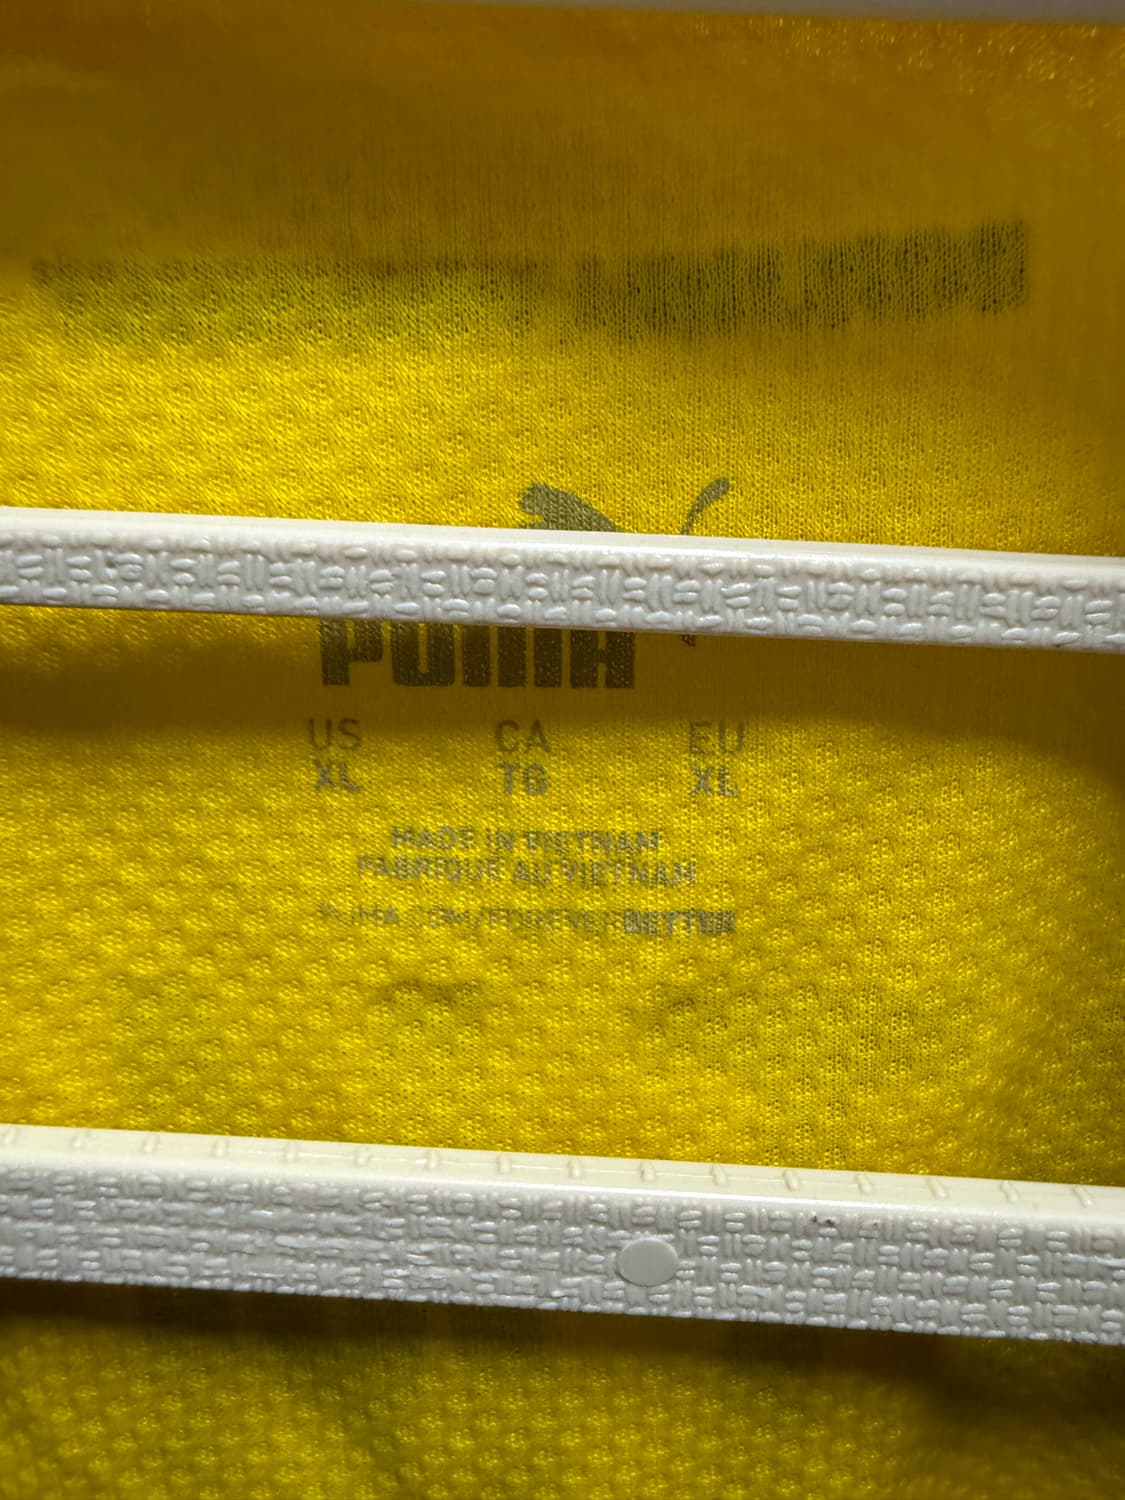 PUMA
US CA EU
XL TG XL
MADE IN VIETNAM
FABRIQUÉ AU VIETNAM
PUMA.COM/FOREVERBETTER